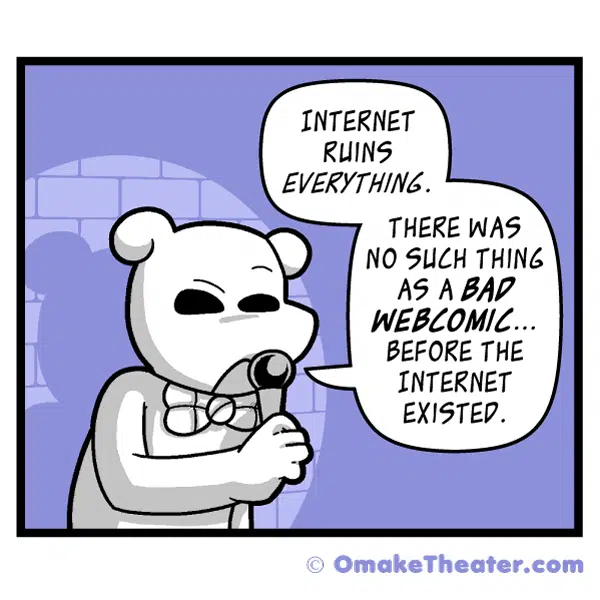 INTERNET
RUINS
EVERYTHING.
THERE WAS
NO SUCH THING
AS A BAD
WEBCOMIC...
BEFORE THE
INTERNET
EXISTED.
© OmakeTheater.com